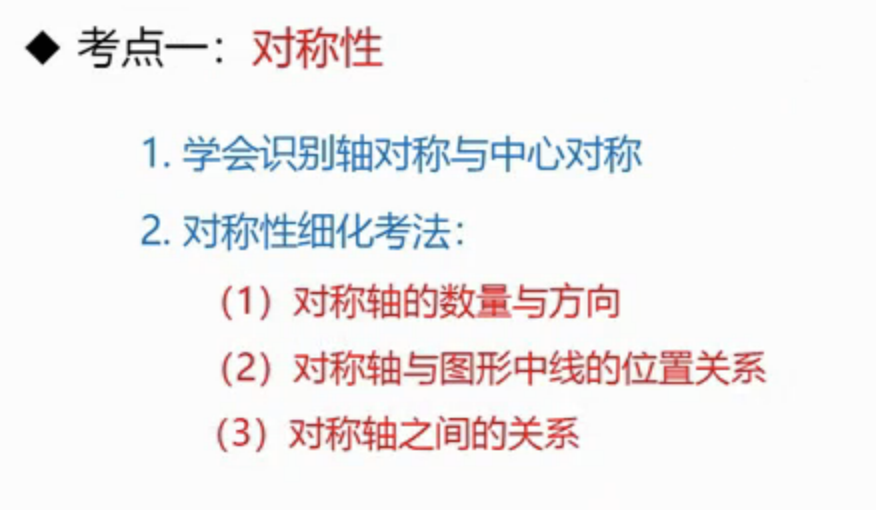 ◆ 考点一：对称性
1. 学会识别轴对称与中心对称
2. 对称性细化考法：
（1）对称轴的数量与方向
（2）对称轴与图形中线的位置关系
（3）对称轴之间的关系